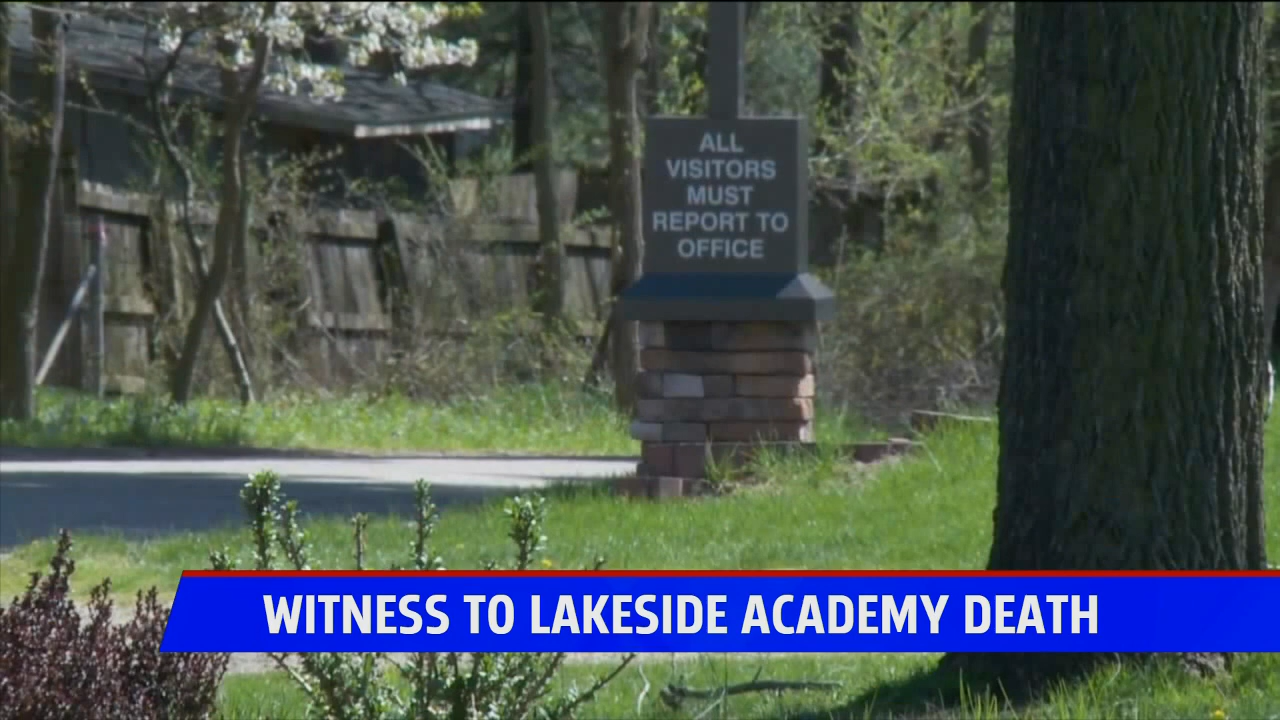 ALL
VISITORS
MUST
REPORT TO
OFFICE
WITNESS TO LAKESIDE ACADEMY DEATH